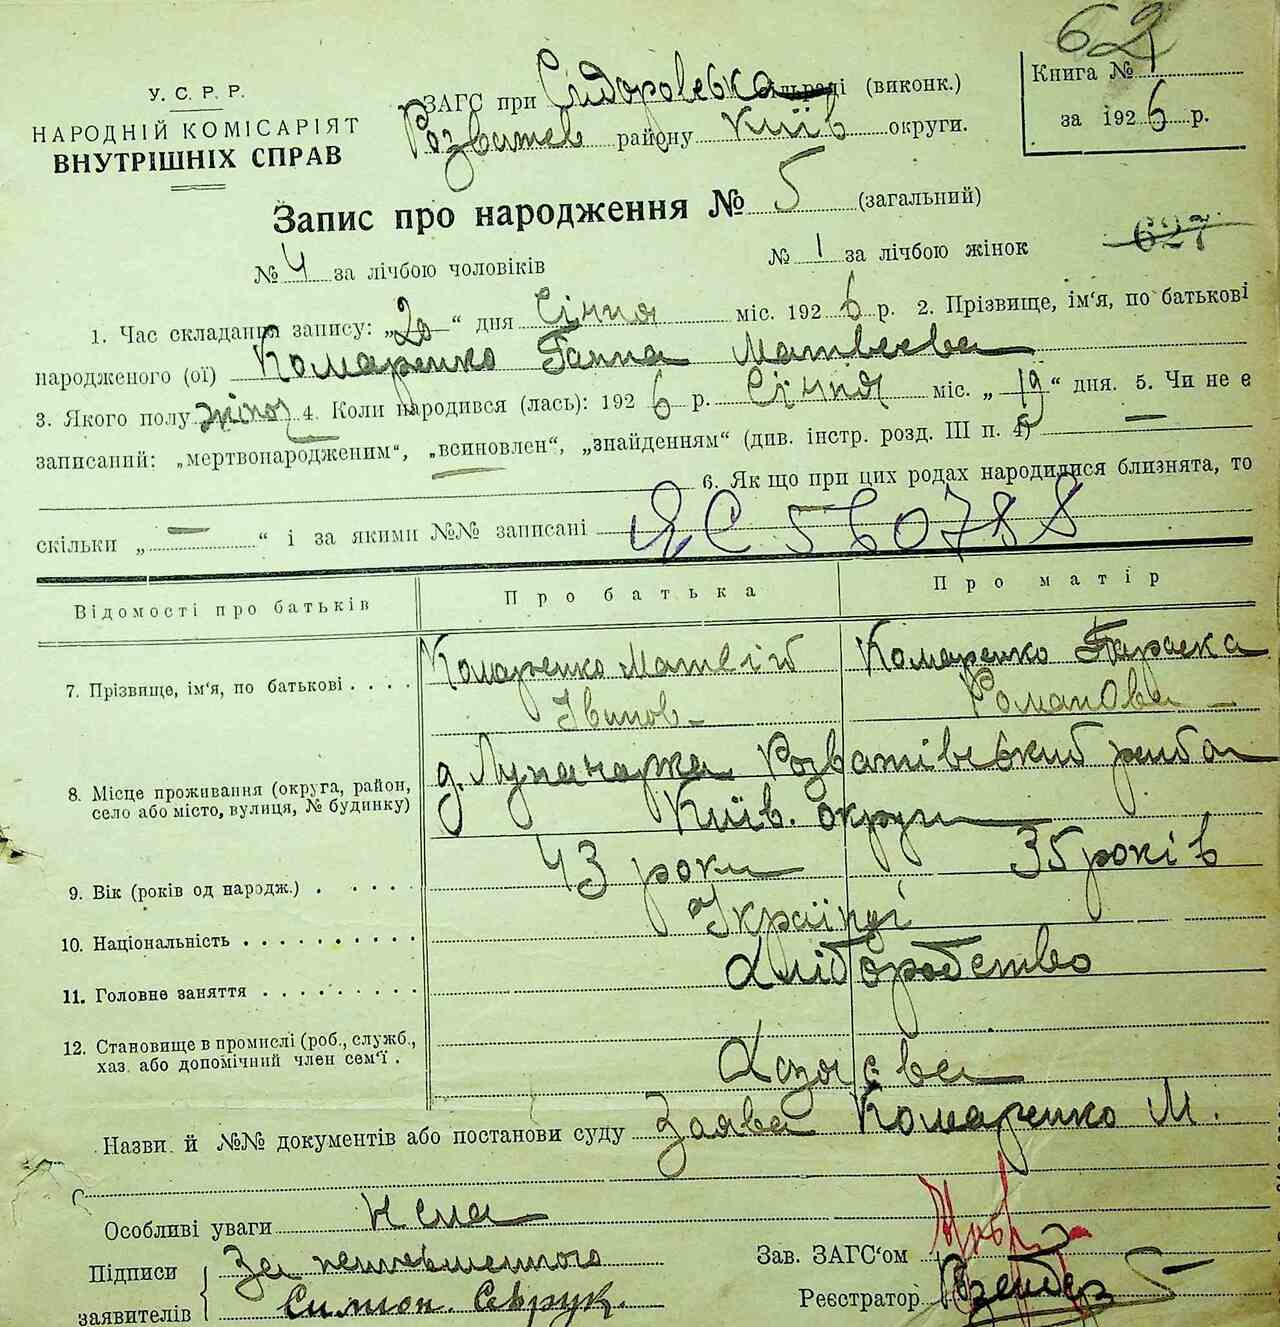 62
У. С. Р. Р.
НАРОДНІЙ КОМІСАРІЯТ
ВНУТРІШНІХ СПРАВ
ЗАГС при Сидоровська (виконк.)
Розважев району Київ округи.
Книга №
за 1926 р.
Запис про народження № 5 (загальний)
№ 4 за лічбою чоловіків № 1 за лічбою жінок
627
1. Час складання запису: „20“ дня Січня міс. 1926 р. 2. Прізвище, ім‘я, по батькові
народженого (ої) Комаренко Ганна Матвеева
3. Якого полу жіноч 4. Коли народився (лась): 1926 р. Січня міс. „19“ дня. 5. Чи не є
записаний: „мертвонародженим“, „всиновлен“, „знайденням“ (див. інстр. розд. III п. 4) —
6. Як що при цих родах народилися близнята, то
скільки „ — “ і за якими №№ записані ЯС 560788
Відомості про батьків Про батька Про матір
7. Прізвище, ім‘я, по батькові . . . . Комаренко Матвій Комаренко Параска
Іванов- Романова -
8. Місце проживання (округа, район, село або місто, вулиця, № будинку) д. Розважівський район
Київ. округи
9. Вік (років од народж.) . . . . . 43 роки 35 років
10. Національність . . . . . . . . . . Українці
11. Головне заняття . . . . . . . . . Хліборобство
12. Становище в промислі (роб., служб., хаз. або допомічний член сем‘ї .
Хазяєва
Назви й №№ документів або постанови суду Заява Комаренко М.
Особливі уваги Нема
Підписи заявителів За неписьменного
Зав. ЗАГС‘ом
Реєстратор